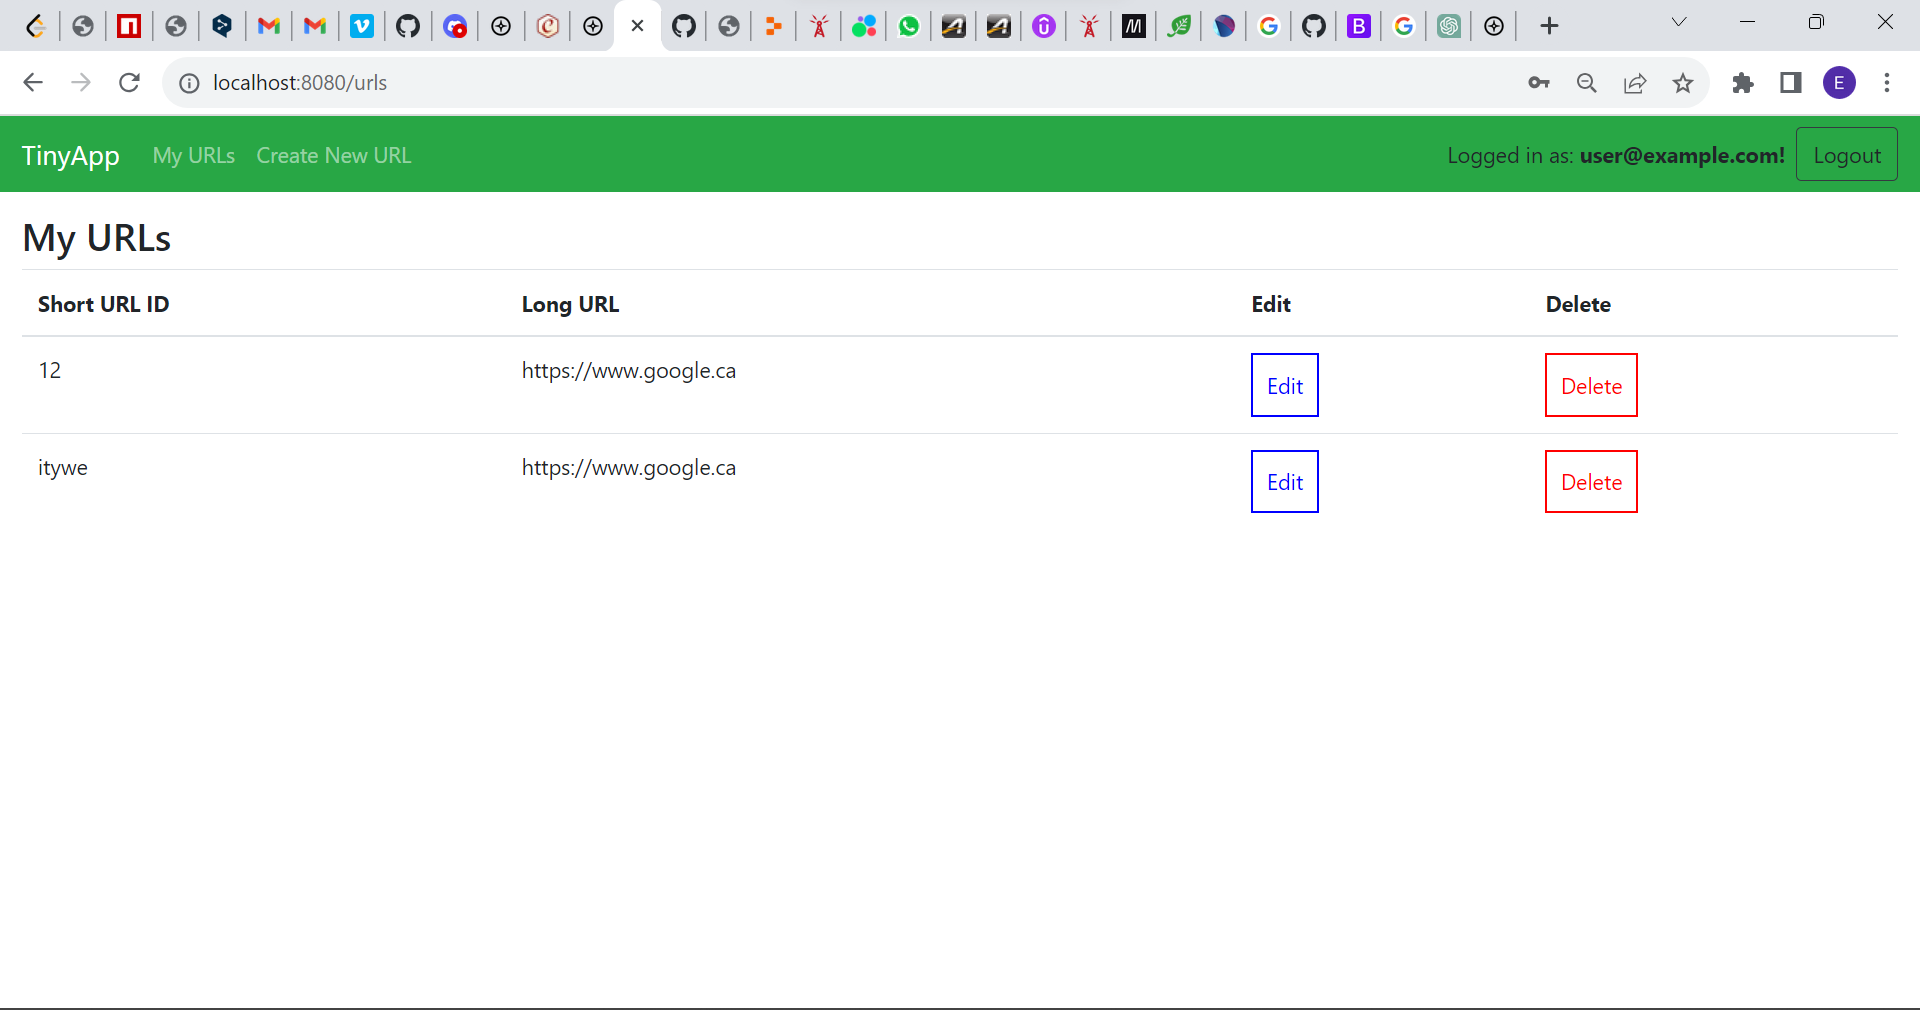 localhost:8080/urls
E
TinyApp My URLs Create New URL Logged in as: user@example.com! Logout
My URLs
Short URL ID Long URL Edit Delete
12 https://www.google.ca Edit Delete
itywe https://www.google.ca Edit Delete